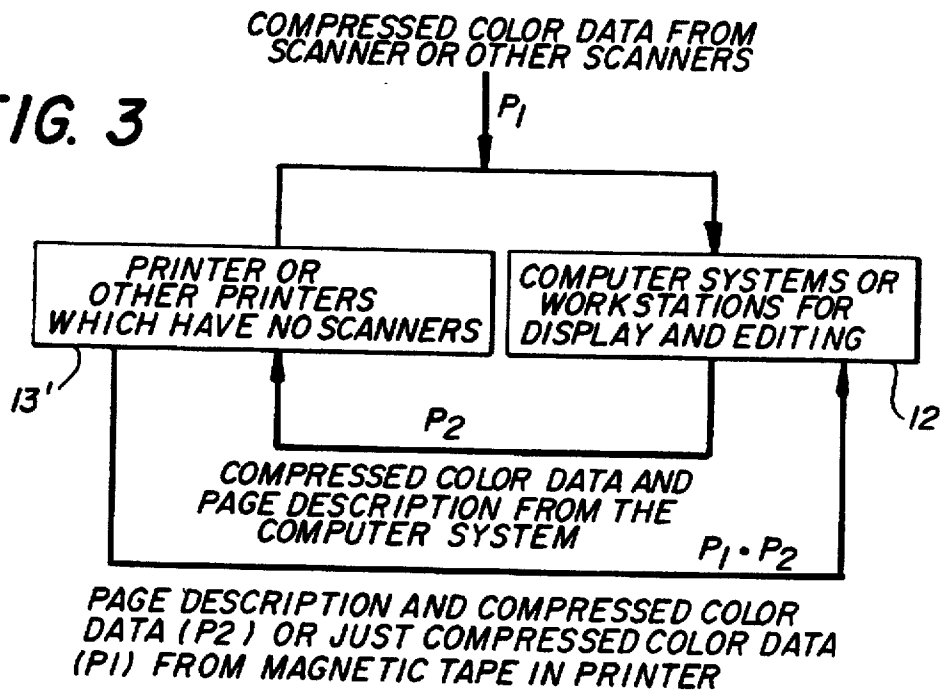 COMPRESSED COLOR DATA FROM
SCANNER OR OTHER SCANNERS
P1
FIG. 3
PRINTER OR
OTHER PRINTERS
WHICH HAVE NO SCANNERS
COMPUTER SYSTEMS OR
WORKSTATIONS FOR
DISPLAY AND EDITING
13'
12
P2
COMPRESSED COLOR DATA AND
PAGE DESCRIPTION FROM THE
COMPUTER SYSTEM
P1 • P2
PAGE DESCRIPTION AND COMPRESSED COLOR
DATA (P2) OR JUST COMPRESSED COLOR DATA
(P1) FROM MAGNETIC TAPE IN PRINTER